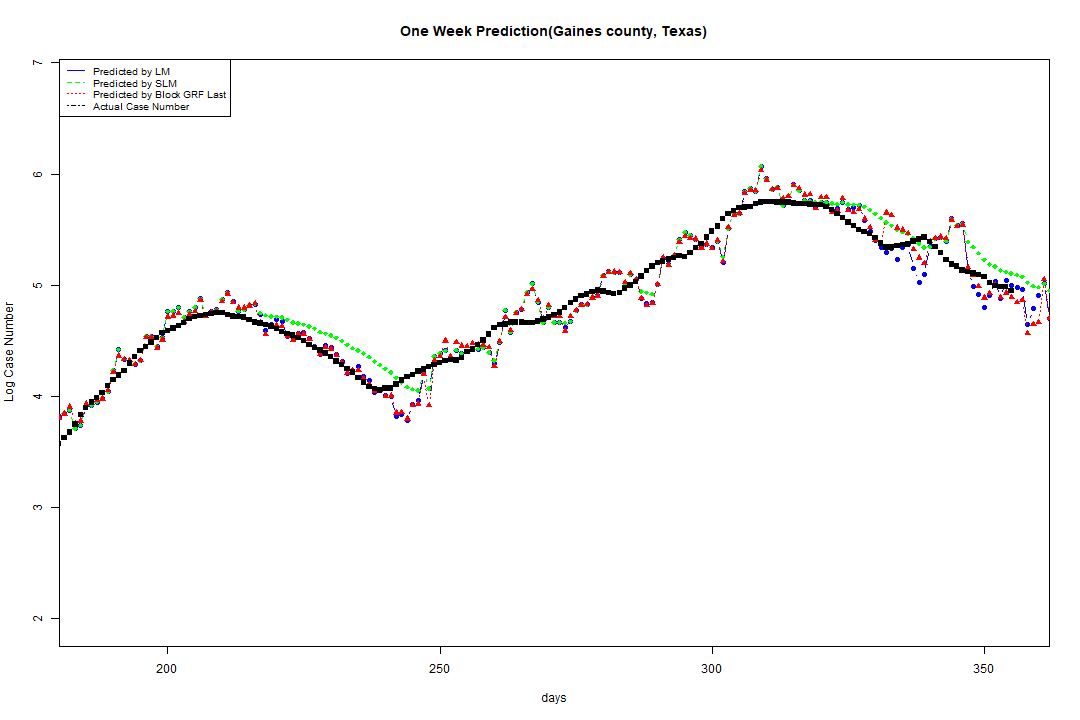 One Week Prediction(Gaines county, Texas)
Predicted by LM
Predicted by SLM
Predicted by Block GRF Last
Actual Case Number
7
6
5
4
3
2
Log Case Number
200 250 300 350
days